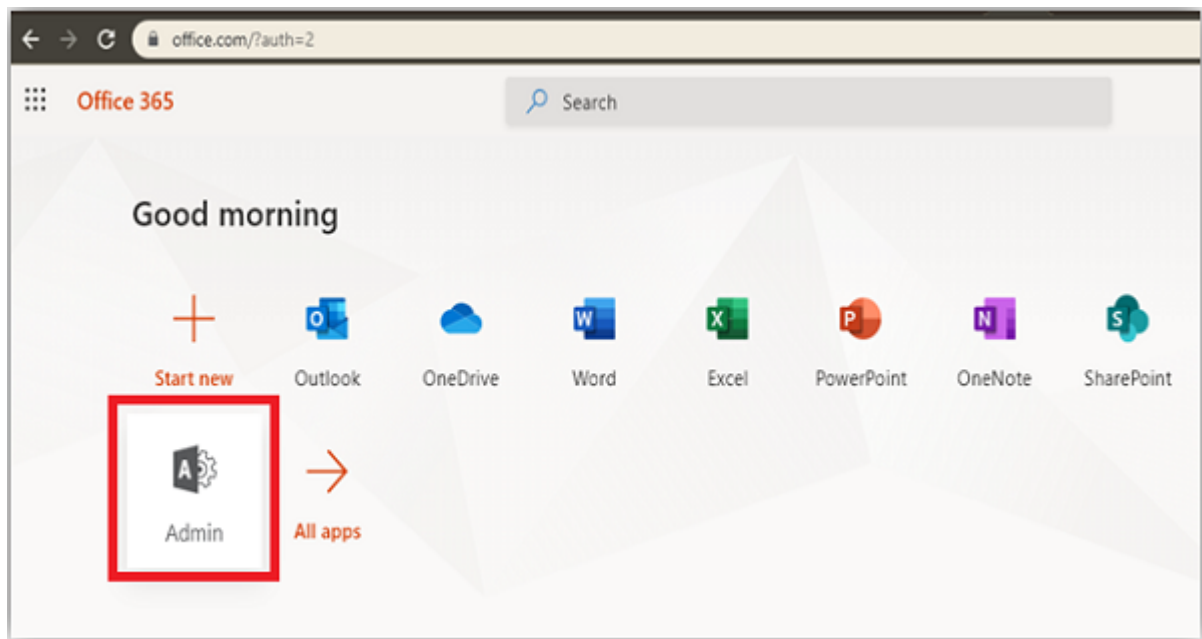 office.com/?auth=2
Office 365
Search
Good morning
Start new
Outlook
OneDrive
Word
Excel
PowerPoint
OneNote
SharePoint
Admin
All apps